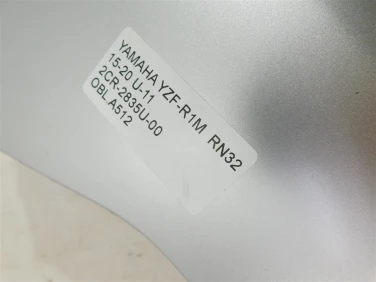 YAMAHA YZF-R1M RN32
15-20 U-11
2CR-2835U-00
OBL.A512